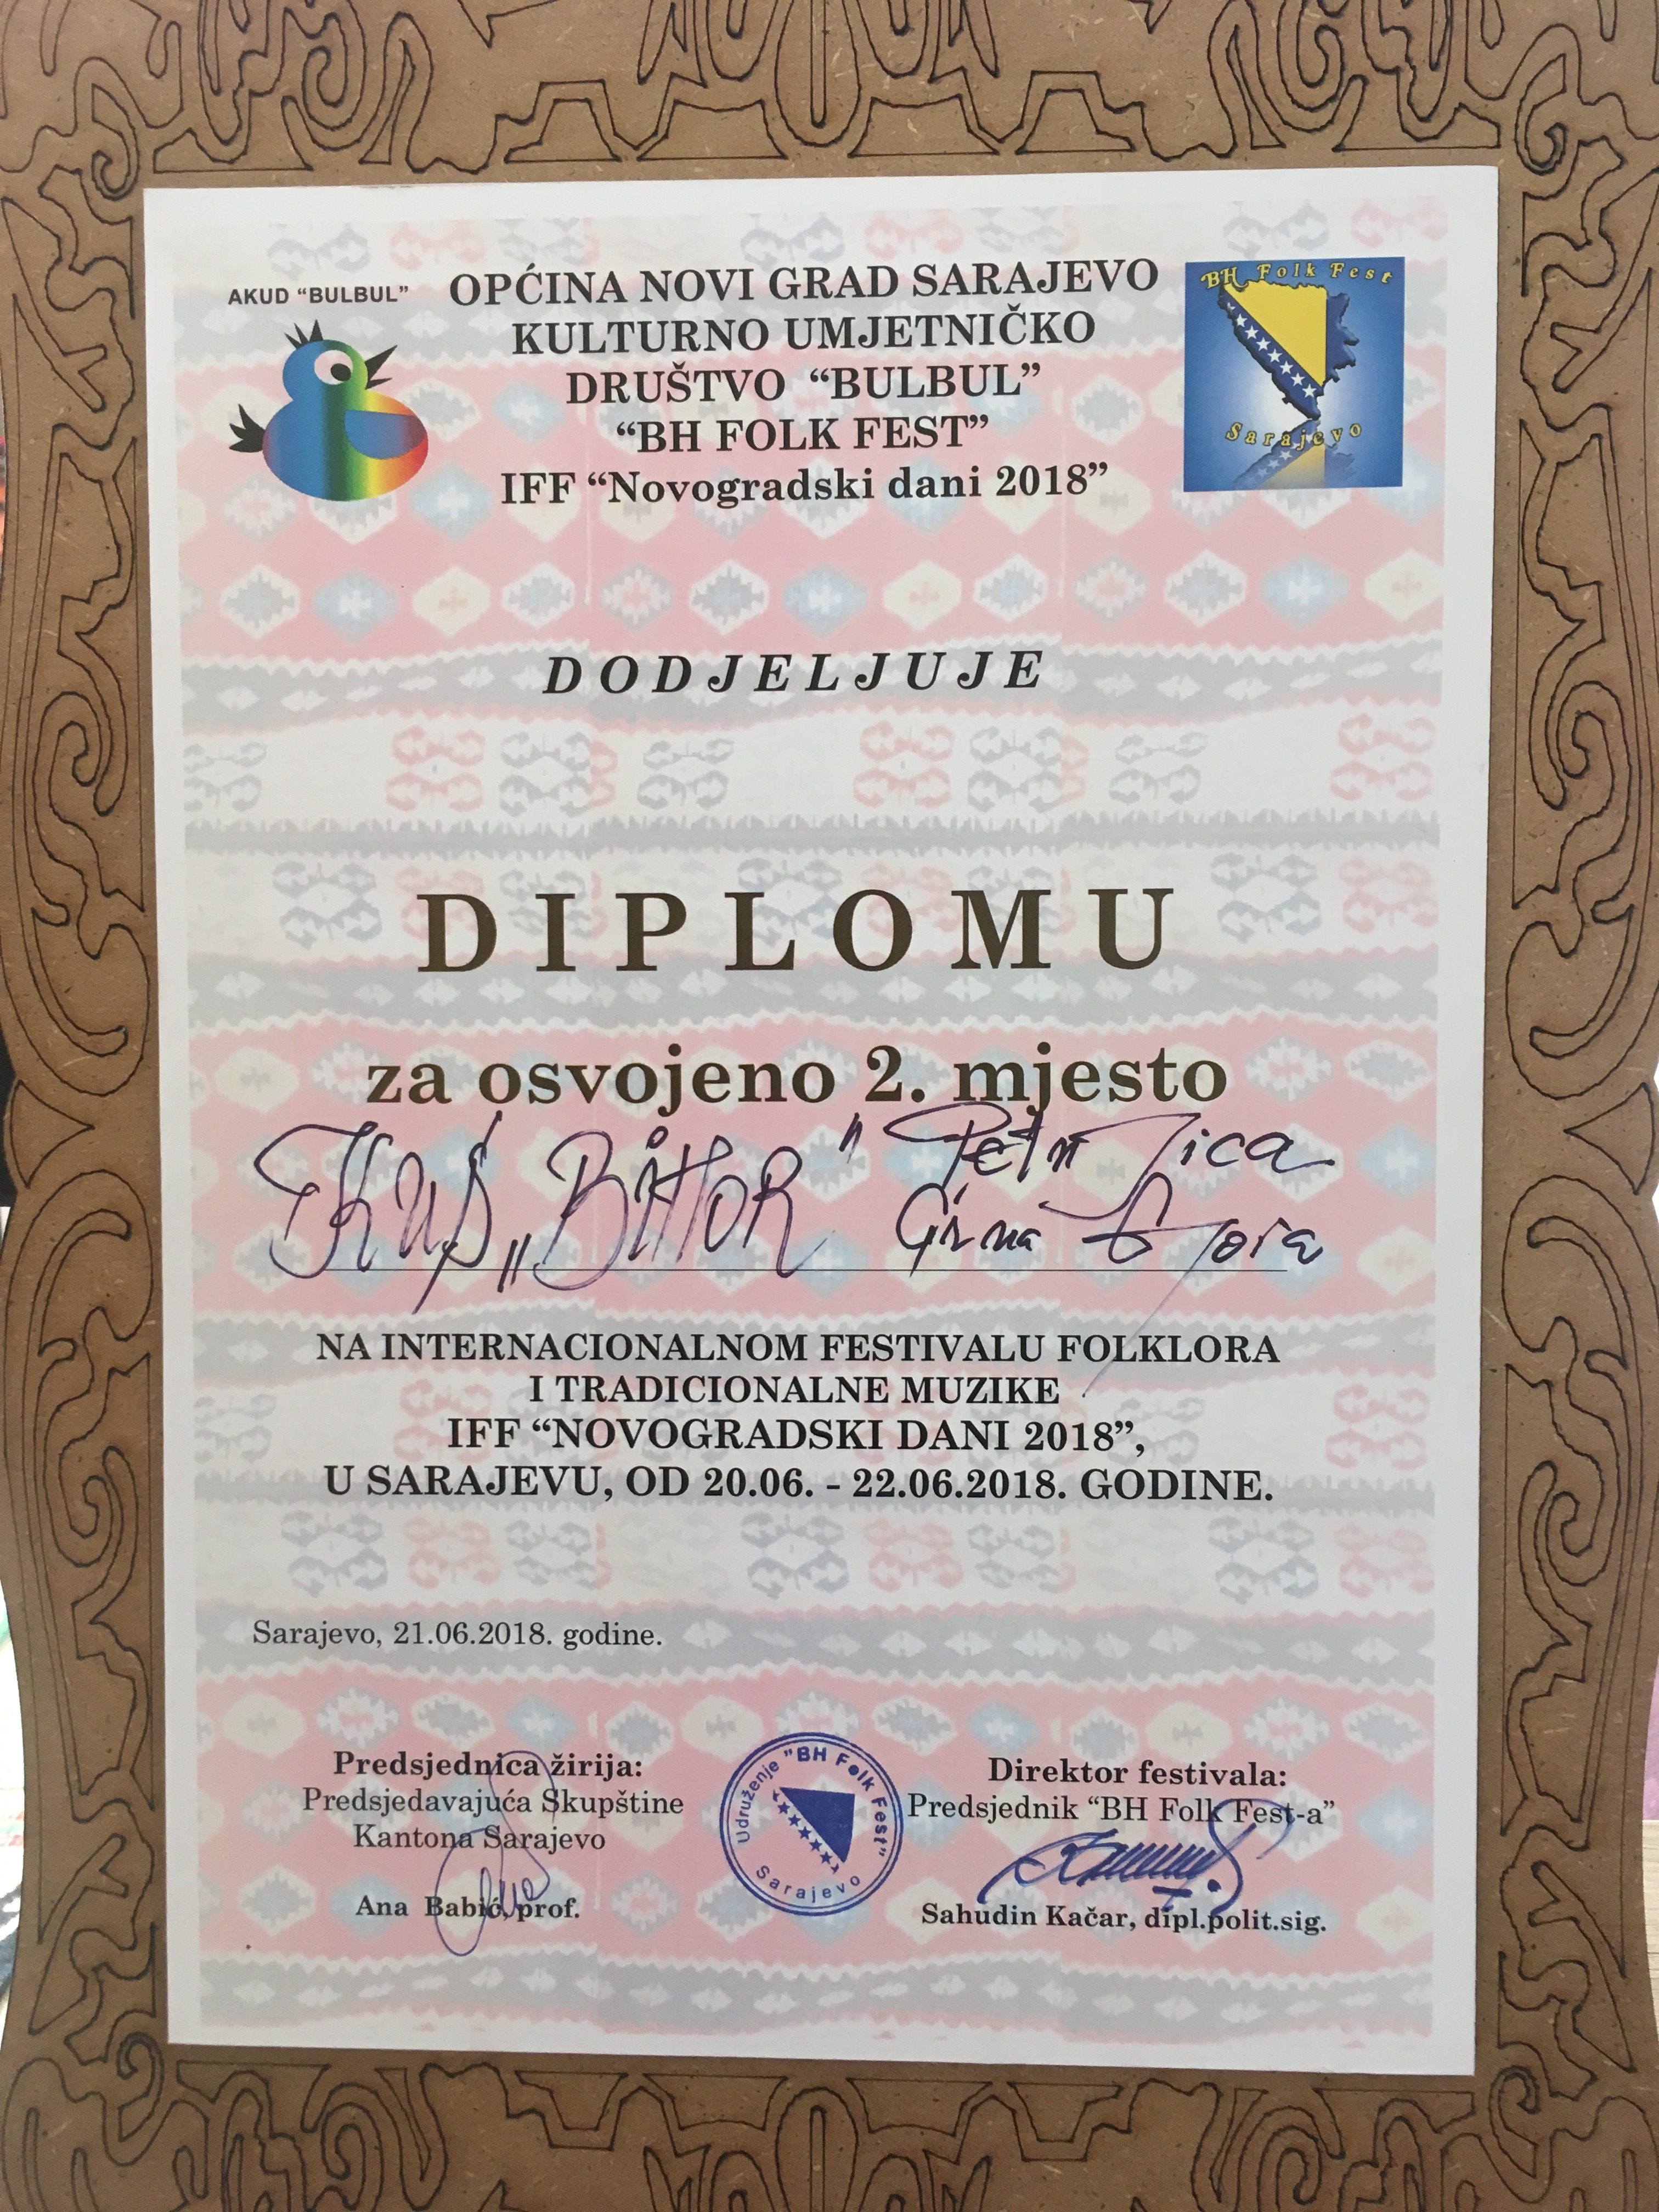 AKUD “BULBUL”
OPĆINA NOVI GRAD SARAJEVO
KULTURNO UMJETNIČKO
DRUŠTVO “BULBUL”
“BH FOLK FEST”
IFF “Novogradski dani 2018”
BH Folk Fest
Sarajevo
DODJELJUJE
DIPLOMU
za osvojeno 2. mjesto
Petnjica
Crna Gora
NA INTERNACIONALNOM FESTIVALU FOLKLORA
I TRADICIONALNE MUZIKE
IFF “NOVOGRADSKI DANI 2018”,
U SARAJEVU, OD 20.06. - 22.06.2018. GODINE.
Sarajevo, 21.06.2018. godine.
Predsjednica žirija:
Predsjedavajuća Skupštine
Kantona Sarajevo
Ana Babić, prof.
Udruženje "BH Folk Fest"
Sarajevo
Direktor festivala:
Predsjednik “BH Folk Fest-a”
Sahudin Kačar, dipl.polit.sig.